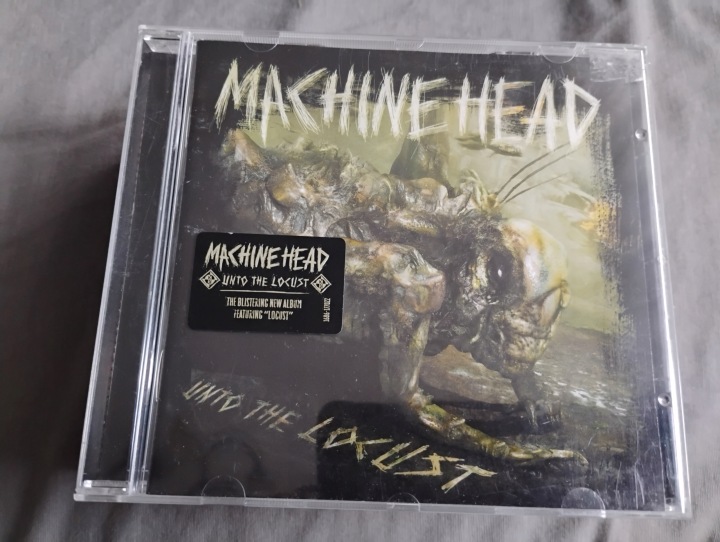 MACHINE HEAD
MACHINE HEAD
UNTO THE LOCUST
THE BLISTERING NEW ALBUM
FEATURING "LOCUST"
UNTO THE LOCUST